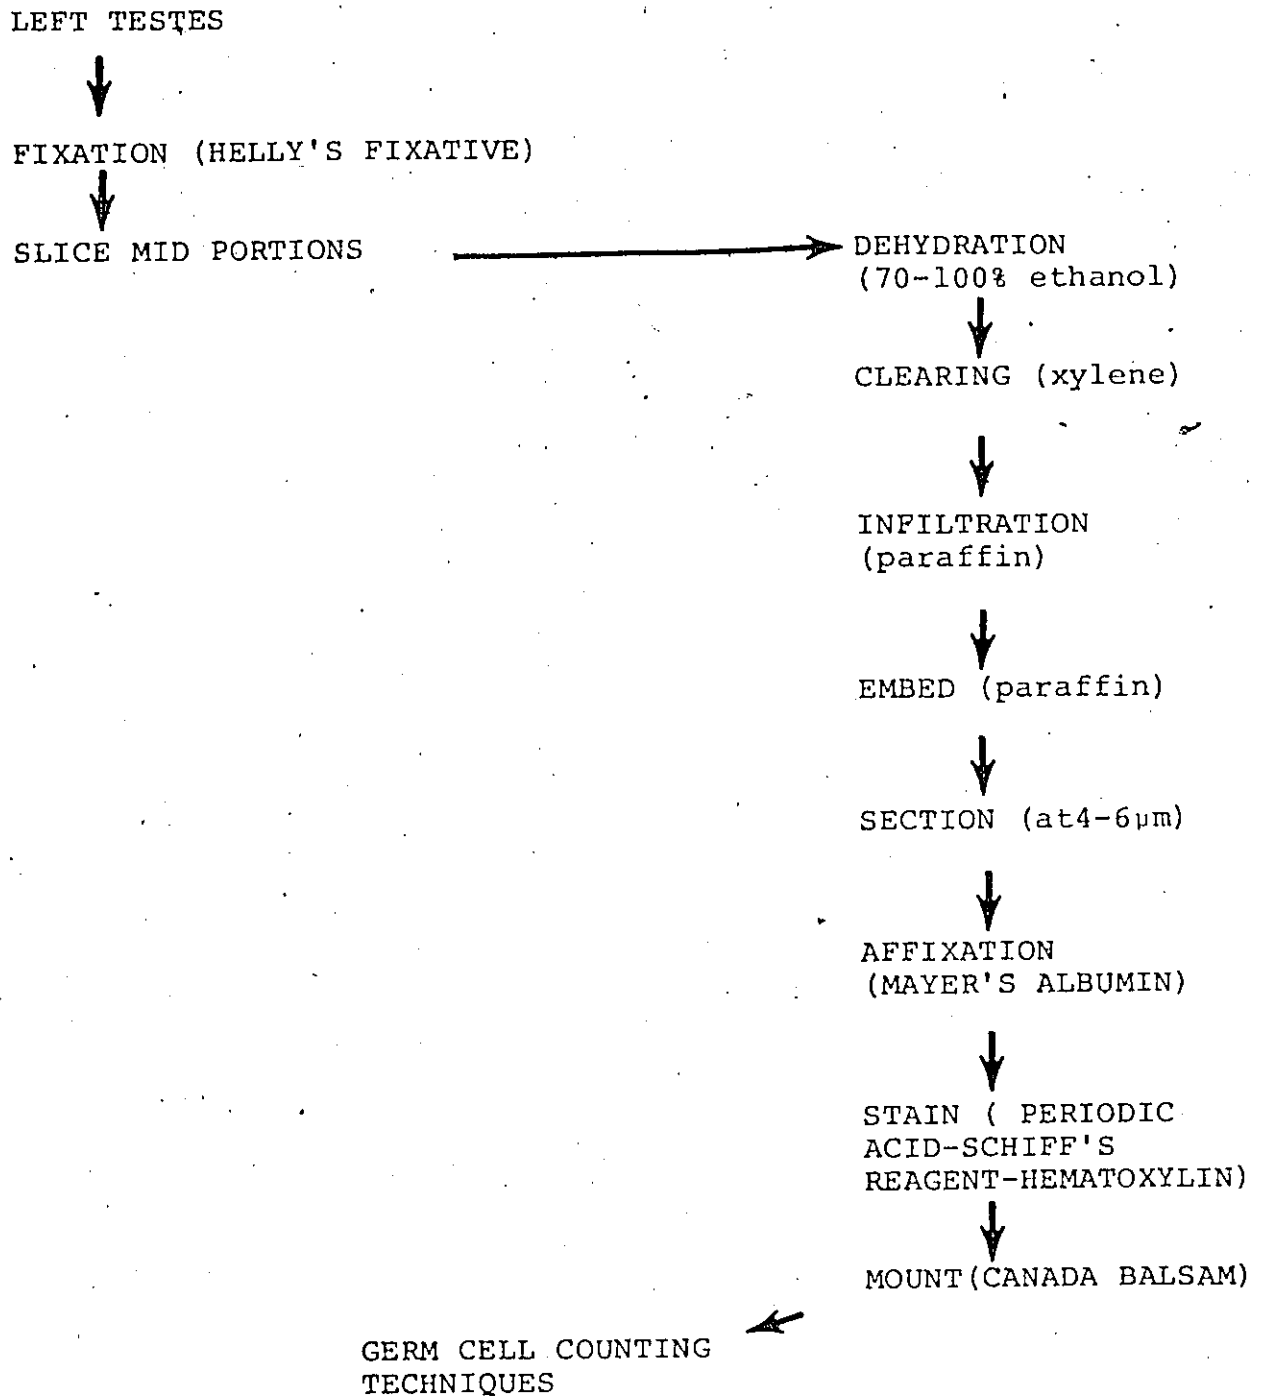 LEFT TESTES
FIXATION (HELLY'S FIXATIVE)
SLICE MID PORTIONS
DEHYDRATION
(70-100% ethanol)
CLEARING (xylene)
INFILTRATION
(paraffin)
EMBED (paraffin)
SECTION (at4-6µm)
AFFIXATION
(MAYER'S ALBUMIN)
STAIN ( PERIODIC
ACID-SCHIFF'S
REAGENT-HEMATOXYLIN)
MOUNT(CANADA BALSAM)
GERM CELL COUNTING
TECHNIQUES